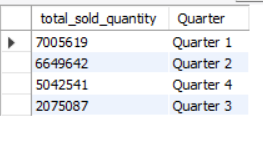 total_sold_quantity Quarter
7005619 Quarter 1
6649642 Quarter 2
5042541 Quarter 4
2075087 Quarter 3